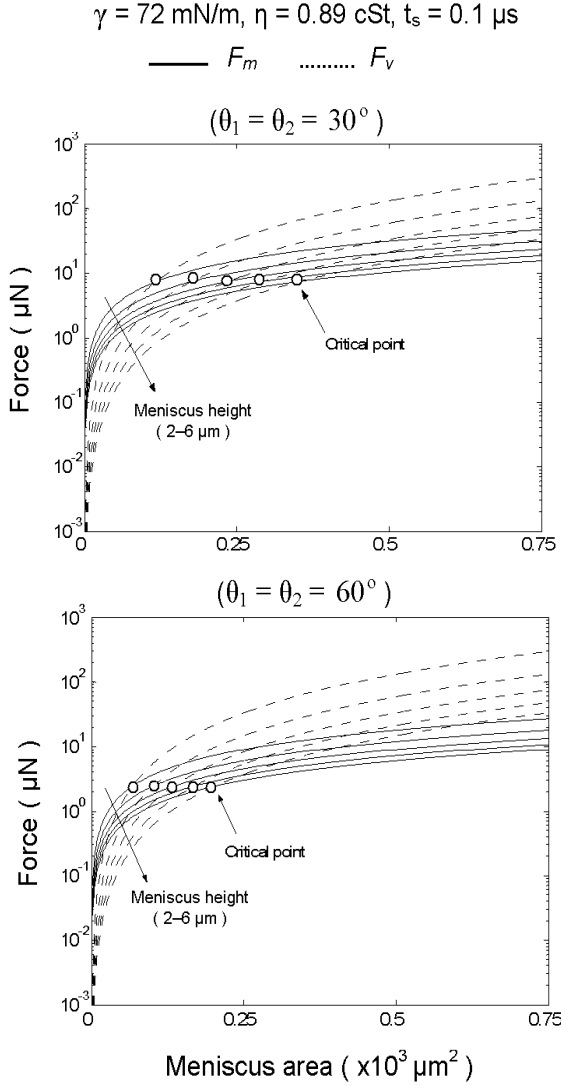 γ = 72 mN/m, η = 0.89 cSt, tₛ = 0.1 μs
Fₘ Fᵥ
(θ₁ = θ₂ = 30°)
10³
10²
10¹
10⁰
10⁻¹
10⁻²
10⁻³
Force ( μN )
Critical point
Meniscus height
( 2–6 μm )
0 0.25 0.5 0.75
(θ₁ = θ₂ = 60°)
10³
10²
10¹
10⁰
10⁻¹
10⁻²
10⁻³
Force ( μN )
Critical point
Meniscus height
( 2–6 μm )
0 0.25 0.5 0.75
Meniscus area ( x10³ μm² )